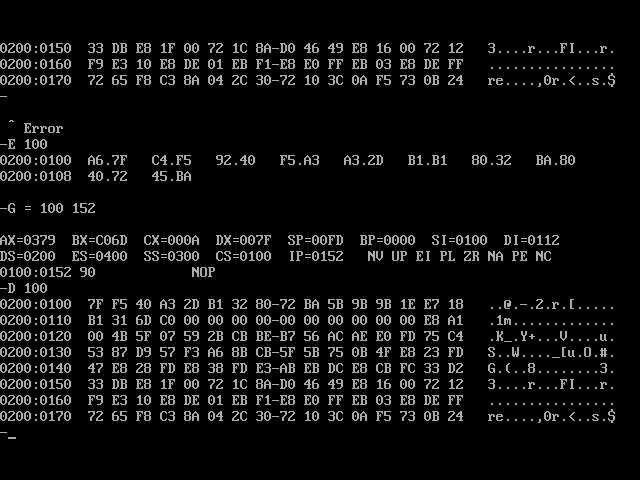 0200:0150  33 DB E8 1F 00 72 1C 8A-D0 46 49 E8 16 00 72 12   3....r...FI...r.
0200:0160  F9 E3 10 E8 DE 01 EB F1-E8 E0 FF EB 03 E8 DE FF   ................
0200:0170  72 65 F8 C3 8A 04 2C 30-72 10 3C 0A F5 73 0B 24   re....,0r.<..s.$
-
 ^ Error
-E 100
0200:0100  A6.7F   C4.F5   92.40   F5.A3   A3.2D   B1.B1   80.32   BA.80
0200:0108  40.72   45.BA
-G = 100 152
AX=0379  BX=C06D  CX=000A  DX=007F  SP=00FD  BP=0000  SI=0100  DI=0112
DS=0200  ES=0400  SS=0300  CS=0100  IP=0152   NV UP EI PL ZR NA PE NC
0100:0152 90            NOP
-D 100
0200:0100  7F F5 40 A3 2D B1 32 80-72 BA 5B 9B 9B 1E E7 18   ..@.-.2.r.[.....
0200:0110  B1 31 6D C0 00 00 00 00-00 00 00 00 00 00 E8 A1   .1m.............
0200:0120  00 4B 5F 07 59 2B CB BE-B7 56 AC AE E0 FD 75 C4   .K_.Y+...V....u.
0200:0130  53 87 D9 57 F3 A6 8B CB-5F 5B 75 0B 4F E8 23 FD   S..W...._[u.O.#.
0200:0140  47 E8 28 FD E8 38 FD E3-AB EB DC E8 CB FC 33 D2   G.(..8........3.
0200:0150  33 DB E8 1F 00 72 1C 8A-D0 46 49 E8 16 00 72 12   3....r...FI...r.
0200:0160  F9 E3 10 E8 DE 01 EB F1-E8 E0 FF EB 03 E8 DE FF   ................
0200:0170  72 65 F8 C3 8A 04 2C 30-72 10 3C 0A F5 73 0B 24   re....,0r.<..s.$
-_